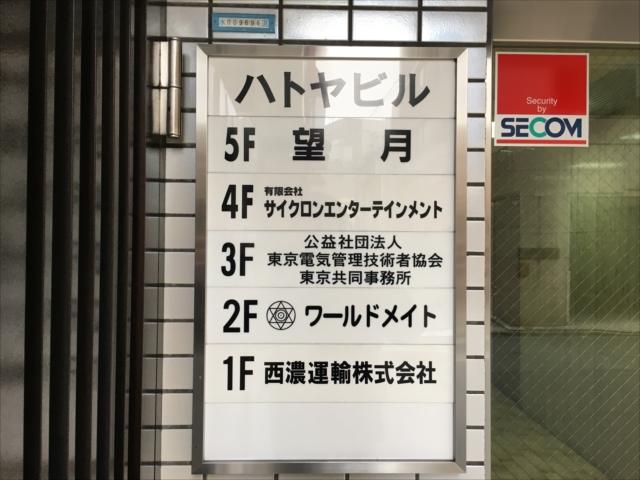 ハトヤビル
5F 望月
4F 有限会社
サイクロンエンターテインメント
3F 公益社団法人
東京電気管理技術者協会
東京共同事務所
2F ワールドメイト
1F 西濃運輸株式会社
Security
by
SECOM